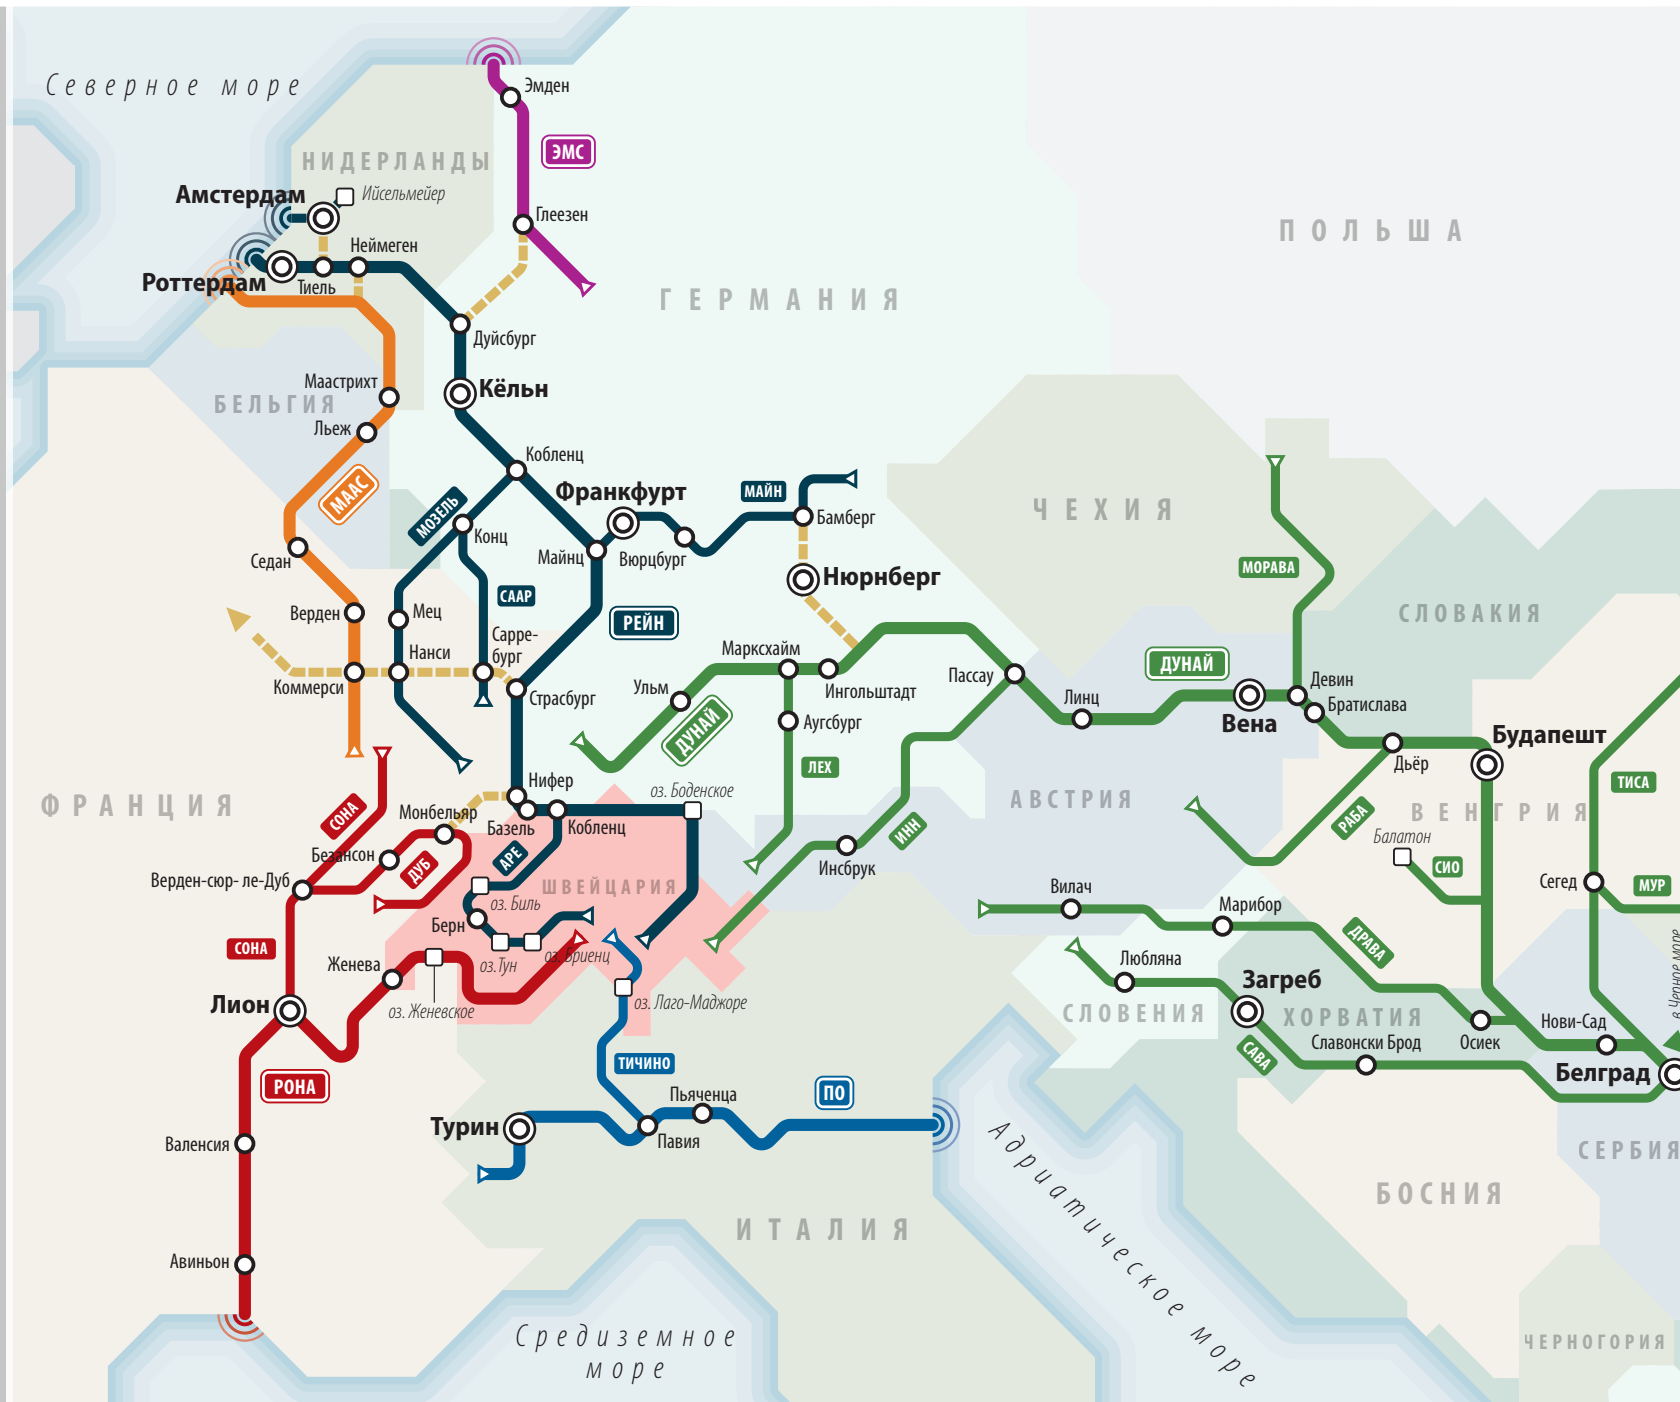 Северное море
Эмден
ЭМС
НИДЕРЛАНДЫ
Амстердам
Ийсельмейер
Глеезен
Неймеген
Роттердам
Тиель
ПОЛЬША
ГЕРМАНИЯ
Дуйсбург
Маастрихт
Кёльн
БЕЛЬГИЯ
Льеж
Кобленц
МААС
МОЗЕЛЬ
Франкфурт
МАЙН
Бамберг
ЧЕХИЯ
Конц
Майнц
Вюрцбург
Седан
МОРАВА
Нюрнберг
СААР
Верден
Мец
РЕЙН
СЛОВАКИЯ
Сарре-
бург
Нанси
Марксхайм
ДУНАЙ
Коммерси
Страсбург
Ульм
Ингольштадт
Пассау
Линц
Девин
Братислава
Вена
Аугсбург
ДУНАЙ
Будапешт
Дьёр
ЛЕХ
Нифер
оз. Боденское
ТИСА
ФРАНЦИЯ
СОНА
Монбельяр
Базель
Кобленц
АВСТРИЯ
ВЕНГРИЯ
РАБА
Балатон
Безансон
ДУБ
АРЕ
ИНН
Инсбрук
СИО
Верден-сюр- ле-Дуб
ШВЕЙЦАРИЯ
Вилач
Сегед
МУР
оз. Биль
Марибор
Берн
СОНА
оз.Тун
оз. Бриенц
ДРАВА
Женева
Любляна
Загреб
в Черное море
Лион
оз. Женевское
оз. Лаго-Маджоре
СЛОВЕНИЯ
ХОРВАТИЯ
Нови-Сад
Славонски Брод
Осиек
САВА
ТИЧИНО
Белград
РОНА
Пьяченца
ПО
Турин
Павия
Валенсия
СЕРБИЯ
Адриатическое море
БОСНИЯ
ИТАЛИЯ
Авиньон
Средиземное
море
ЧЕРНОГОРИЯ